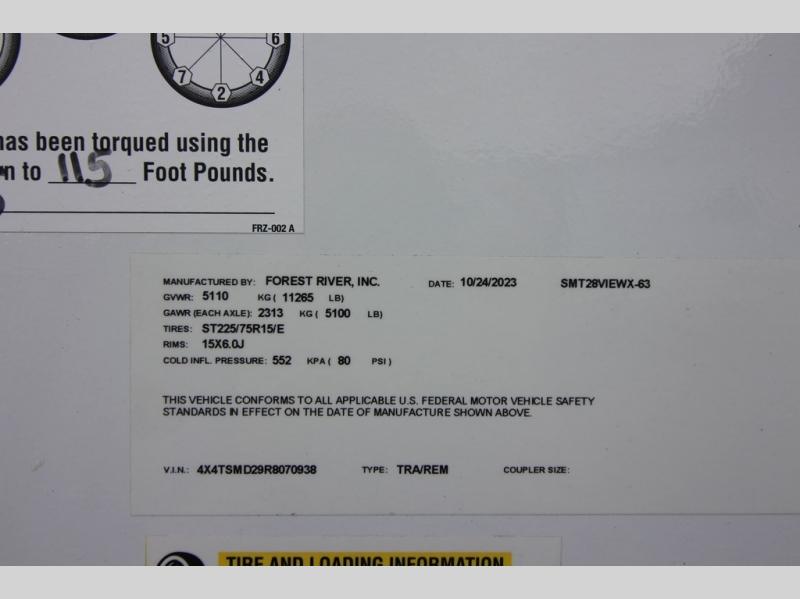 5 6
7 4
2
has been torqued using the
n to 115 Foot Pounds.
FRZ-002 A
MANUFACTURED BY: FOREST RIVER, INC. DATE: 10/24/2023 SMT28VIEWX-63
GVWR: 5110 KG ( 11265 LB)
GAWR (EACH AXLE): 2313 KG ( 5100 LB)
TIRES: ST225/75R15/E
RIMS: 15X6.0J
COLD INFL. PRESSURE: 552 KPA ( 80 PSI )
THIS VEHICLE CONFORMS TO ALL APPLICABLE U.S. FEDERAL MOTOR VEHICLE SAFETY
STANDARDS IN EFFECT ON THE DATE OF MANUFACTURE SHOWN ABOVE.
V.I.N.: 4X4TSMD29R8070938 TYPE: TRA/REM COUPLER SIZE:
TIRE AND LOADING INFORMATION